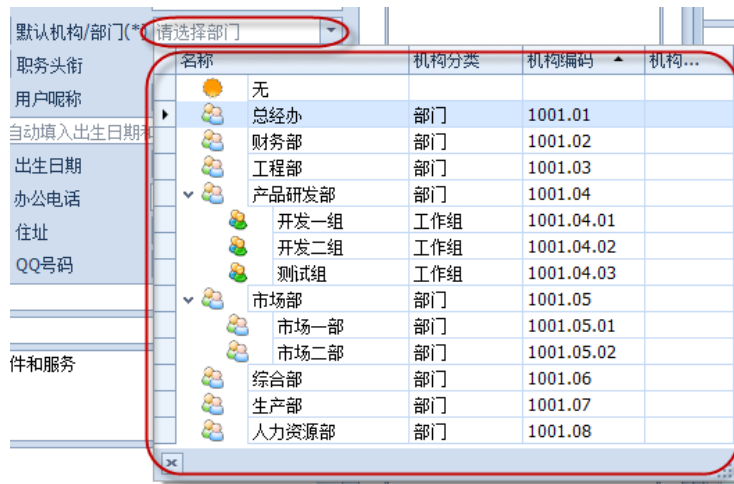 默认机构/部门(*) 请选择部门
职务头衔 名称 机构分类 机构编码 机构...
用户昵称 无
总经办 部门 1001.01
自动填入出生日期和 财务部 部门 1001.02
出生日期 工程部 部门 1001.03
办公电话 产品研发部 部门 1001.04
住址 开发一组 工作组 1001.04.01
开发二组 工作组 1001.04.02
QQ号码 测试组 工作组 1001.04.03
市场部 部门 1001.05
市场一部 部门 1001.05.01
件和服务 市场二部 部门 1001.05.02
综合部 部门 1001.06
生产部 部门 1001.07
人力资源部 部门 1001.08